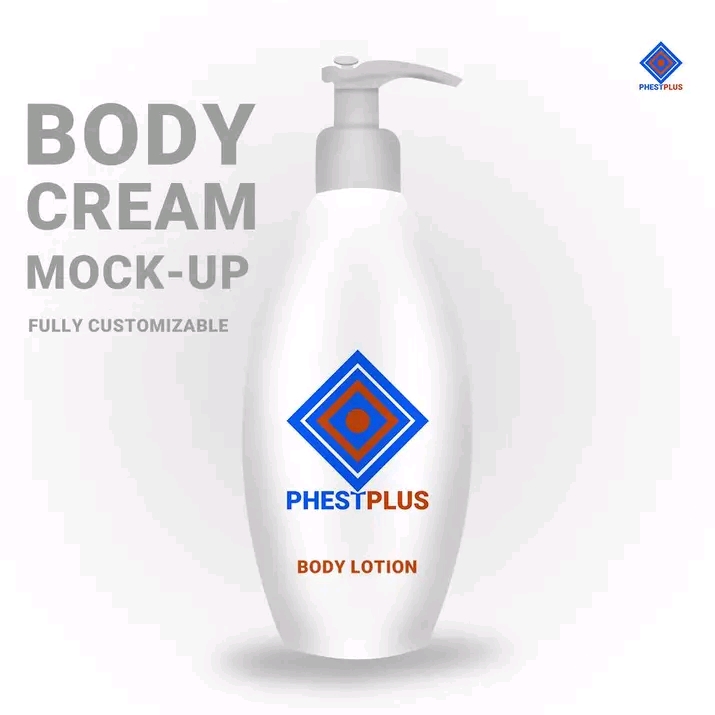 BODY
CREAM
MOCK-UP
FULLY CUSTOMIZABLE
PHESTPLUS
PHESTPLUS
BODY LOTION